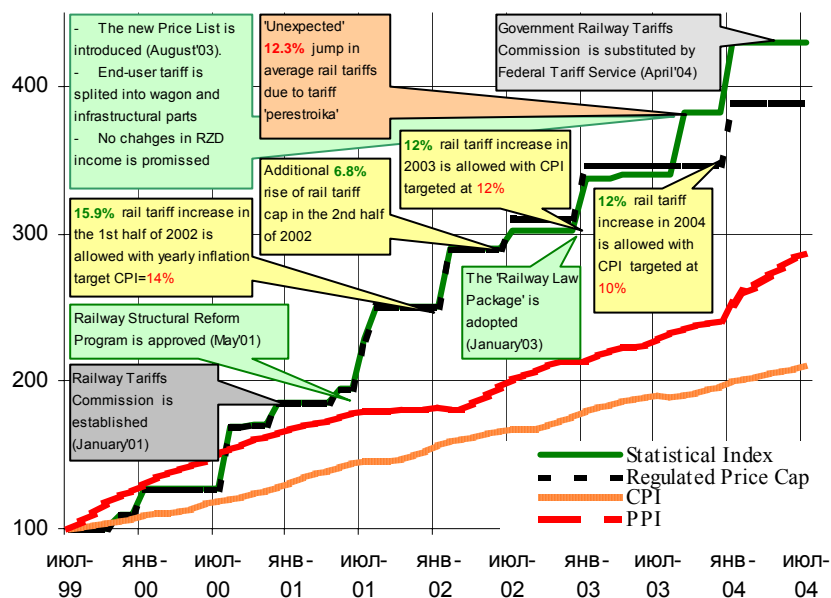 - The new Price List is
introduced (August'03).
- End-user tariff is
splited into wagon and
infrastructural parts
- No changes in RZD
income is promissed
'Unexpected'
12.3% jump in
average rail tariffs
due to tariff
'perestroika'
Government Railway Tariffs
Commission is substituted by
Federal Tariff Service (April'04)
12% rail tariff increase in
2003 is allowed with CPI
targeted at 12%
Additional 6.8%
rise of rail tariff
cap in the 2nd half
of 2002
12% rail tariff
increase in 2004
is allowed with
CPI targeted at
10%
15.9% rail tariff increase in
the 1st half of 2002 is
allowed with yearly inflation
target CPI=14%
The 'Railway Law
Package' is
adopted
(January'03)
Railway Structural Reform
Program is approved (May'01)
Railway Tariffs
Commission is
established
(January'01)
400
300
200
100
Statistical Index
Regulated Price Cap
CPI
PPI
июл-
99
янв-
00
июл-
00
янв-
01
июл-
01
янв-
02
июл-
02
янв-
03
июл-
03
янв-
04
июл-
04